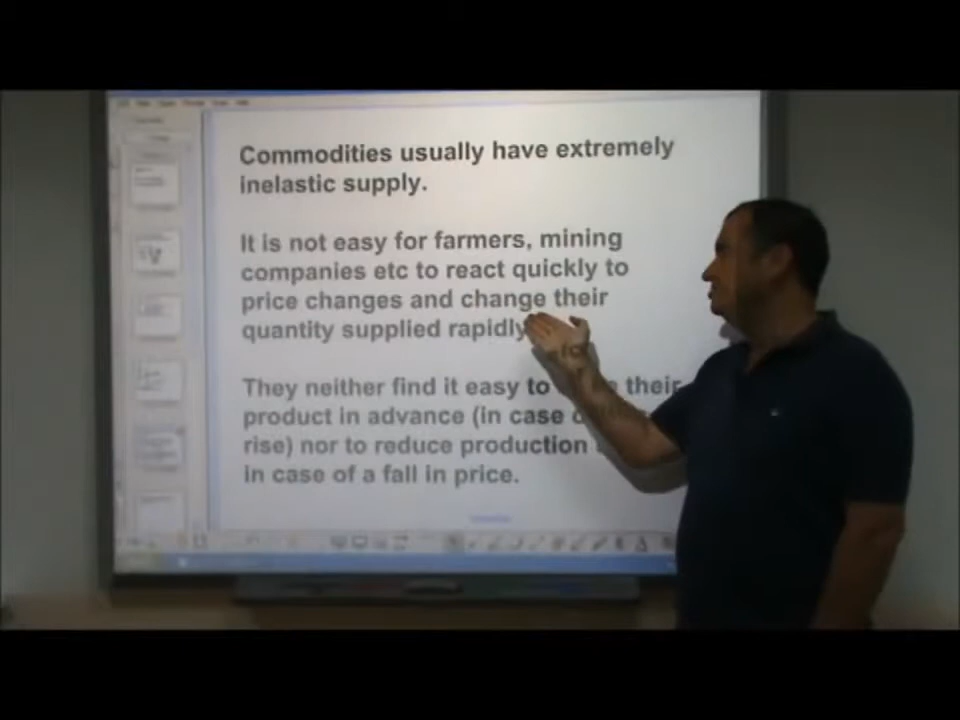 Commodities usually have extremely
inelastic supply.
It is not easy for farmers, mining
companies etc to react quickly to
price changes and change their
quantity supplied rapidly
They neither find it easy to their
product in advance (in case
rise) nor to reduce production
in case of a fall in price.